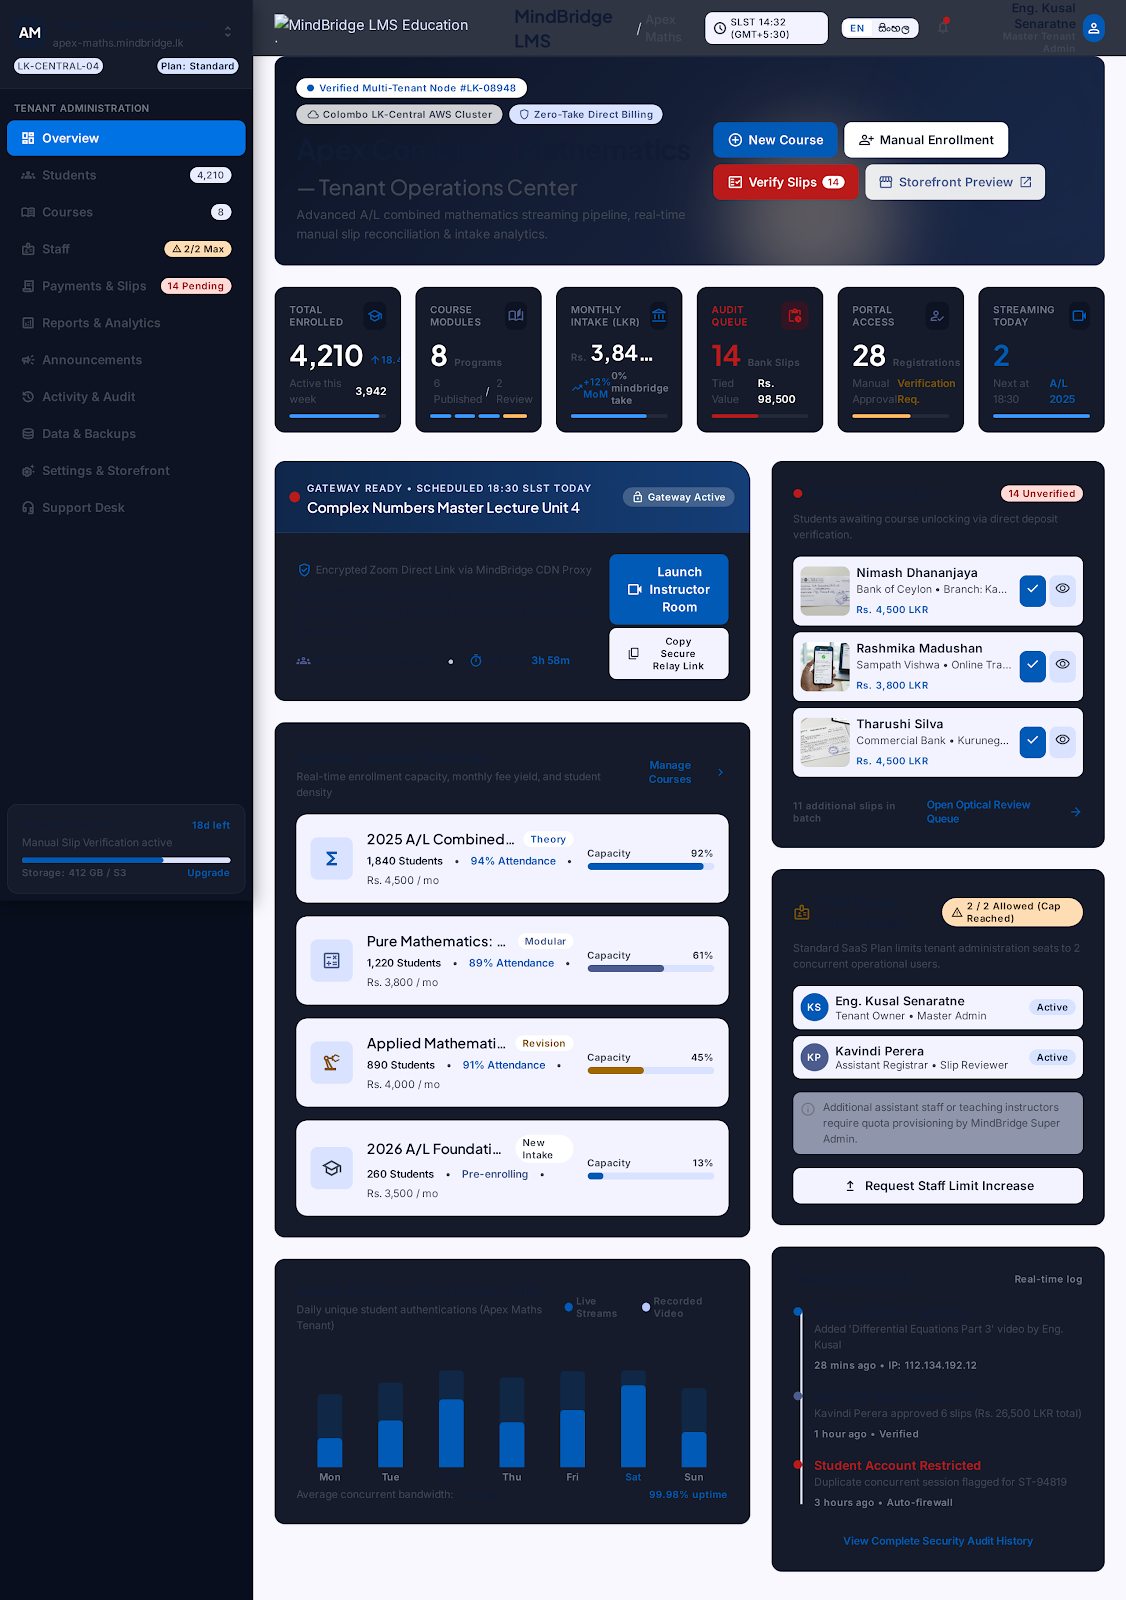 AM
apex-maths.mindbridge.lk
LK-CENTRAL-04
Plan: Standard
TENANT ADMINISTRATION
Overview
Students
4,210
Courses
8
Staff
2/2 Max
Payments & Slips
14 Pending
Reports & Analytics
Announcements
Activity & Audit
Data & Backups
Settings & Storefront
Support Desk
18d left
Manual Slip Verification active
Storage: 412 GB / S3
Upgrade
MindBridge LMS Education
.
MindBridge
LMS
/
Apex
Maths
SLST 14:32
(GMT+5:30)
EN
සිංහල
Eng. Kusal
Senaratne
Master Tenant
Admin
Verified Multi-Tenant Node #LK-08948
Colombo LK-Central AWS Cluster
Zero-Take Direct Billing
Apex Combined Mathematics
— Tenant Operations Center
Advanced A/L combined mathematics streaming pipeline, real-time
manual slip reconciliation & intake analytics.
New Course
Manual Enrollment
Verify Slips
14
Storefront Preview
TOTAL
ENROLLED
4,210
18.4
Active this
week
3,942
COURSE
MODULES
8
Programs
6
Published
/
2
Review
MONTHLY
INTAKE (LKR)
Rs.
3,84…
+12%
MoM
0%
mindbridge
take
AUDIT
QUEUE
14
Bank Slips
Tied
Value
Rs.
98,500
PORTAL
ACCESS
28
Registrations
Manual
Approval
Verification
Req.
STREAMING
TODAY
2
Next at
18:30
A/L
2025
GATEWAY READY • SCHEDULED 18:30 SLST TODAY
Complex Numbers Master Lecture Unit 4
Gateway Active
Encrypted Zoom Direct Link via MindBridge CDN Proxy
•
3h 58m
Launch
Instructor
Room
Copy
Secure
Relay Link
Real-time enrollment capacity, monthly fee yield, and student
density
Manage
Courses
2025 A/L Combined…
Theory
1,840 Students • 94% Attendance •
Rs. 4,500 / mo
Capacity
92%
Pure Mathematics: …
Modular
1,220 Students • 89% Attendance •
Rs. 3,800 / mo
Capacity
61%
Applied Mathemati…
Revision
890 Students • 91% Attendance •
Rs. 4,000 / mo
Capacity
45%
2026 A/L Foundati…
New
Intake
260 Students • Pre-enrolling •
Rs. 3,500 / mo
Capacity
13%
Daily unique student authentications (Apex Maths
Tenant)
Live
Streams
Recorded
Video
Mon
Tue
Thu
Fri
Sat
Sun
Average concurrent bandwidth:
99.98% uptime
14 Unverified
Students awaiting course unlocking via direct deposit
verification.
Nimash Dhananjaya
Bank of Ceylon • Branch: Ka…
Rs. 4,500 LKR
Rashmika Madushan
Sampath Vishwa • Online Tra…
Rs. 3,800 LKR
Tharushi Silva
Commercial Bank • Kuruneg…
Rs. 4,500 LKR
11 additional slips in
batch
Open Optical Review
Queue
2 / 2 Allowed (Cap
Reached)
Standard SaaS Plan limits tenant administration seats to 2
concurrent operational users.
KS
Eng. Kusal Senaratne
Tenant Owner • Master Admin
Active
KP
Kavindi Perera
Assistant Registrar • Slip Reviewer
Active
Additional assistant staff or teaching instructors
require quota provisioning by MindBridge Super
Admin.
Request Staff Limit Increase
Real-time log
Added 'Differential Equations Part 3' video by Eng.
Kusal
28 mins ago • IP: 112.134.192.12
Kavindi Perera approved 6 slips (Rs. 26,500 LKR total)
1 hour ago • Verified
Student Account Restricted
Duplicate concurrent session flagged for ST-94819
3 hours ago • Auto-firewall
View Complete Security Audit History